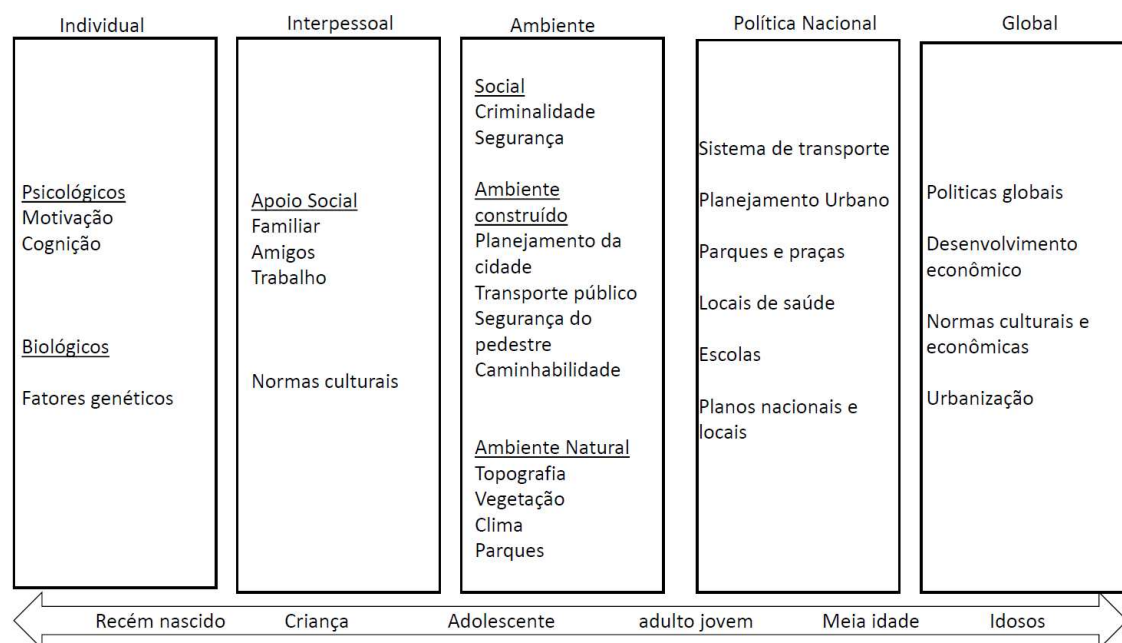 Individual
Interpessoal
Ambiente
Política Nacional
Global
Psicológicos
Motivação
Cognição
Biológicos
Fatores genéticos
Apoio Social
Familiar
Amigos
Trabalho
Normas culturais
Social
Criminalidade
Segurança
Ambiente
construído
Planejamento da
cidade
Transporte público
Segurança do
pedestre
Caminhabilidade
Ambiente Natural
Topografia
Vegetação
Clima
Parques
Sistema de transporte
Planejamento Urbano
Parques e praças
Locais de saúde
Escolas
Planos nacionais e
locais
Politicas globais
Desenvolvimento
econômico
Normas culturais e
econômicas
Urbanização
Recém nascido
Criança
Adolescente
adulto jovem
Meia idade
Idosos